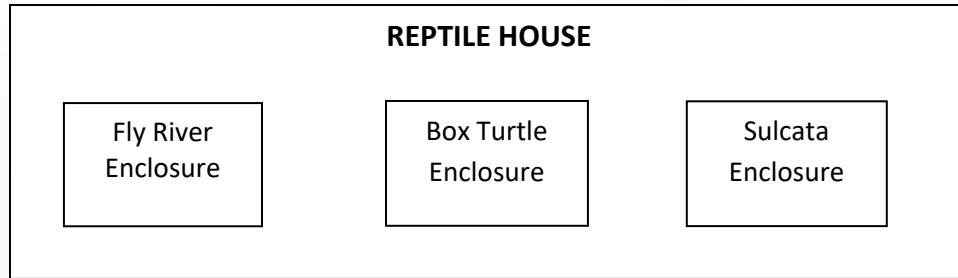 REPTILE HOUSE
Fly River
Enclosure
Box Turtle
Enclosure
Sulcata
Enclosure